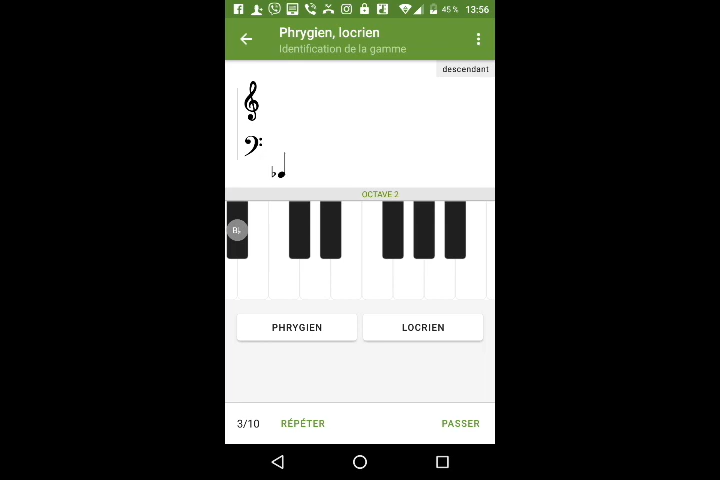 45 % 13:56
Phrygien, locrien
Identification de la gamme
descendant
OCTAVE 2
B♭
PHRYGIEN LOCRIEN
3/10 RÉPÉTER PASSER